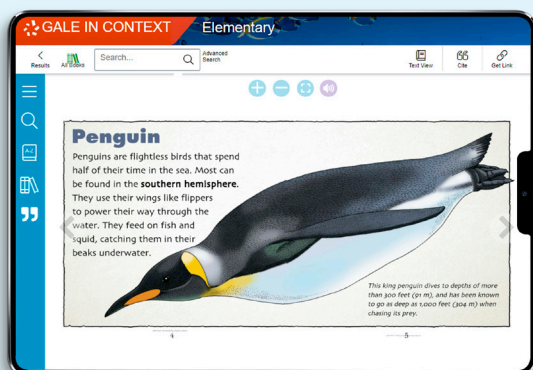 GALE IN CONTEXT Elementary
Results
All Books
Search...
Advanced
Search
Text View
Cite
Get Link
A-Z
Penguin
Penguins are flightless birds that spend
half of their time in the sea. Most can
be found in the southern hemisphere.
They use their wings like flippers
to power their way through the
water. They feed on fish and
squid, catching them in their
beaks underwater.
This king penguin dives to depths of more
than 300 feet (91 m), and has been known
to go as deep as 1,000 feet (304 m) when
chasing its prey.
4
5